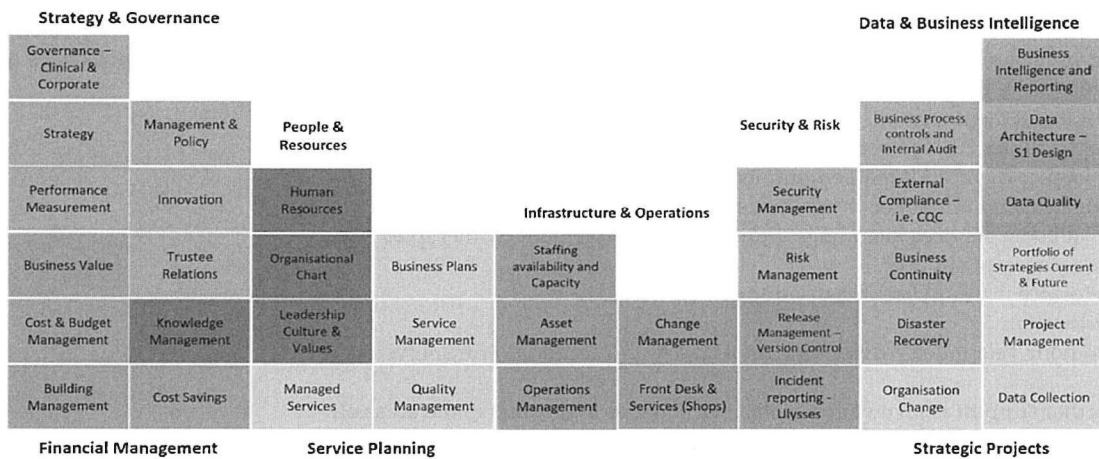 Strategy & Governance
Data & Business Intelligence
Governance –
Clinical &
Corporate
Business
Intelligence and
Reporting
Strategy
Management &
Policy
People &
Resources
Security & Risk
Business Process
controls and
Internal Audit
Data
Architecture –
S1 Design
Performance
Measurement
Innovation
Human
Resources
Infrastructure & Operations
Security
Management
External
Compliance –
i.e. CQC
Data Quality
Business Value
Trustee
Relations
Organisational
Chart
Business Plans
Staffing
availability and
Capacity
Risk
Management
Business
Continuity
Portfolio of
Strategies Current
& Future
Cost & Budget
Management
Knowledge
Management
Leadership
Culture &
Values
Service
Management
Asset
Management
Change
Management
Release
Management –
Version Control
Disaster
Recovery
Project
Management
Building
Management
Cost Savings
Managed
Services
Quality
Management
Operations
Management
Front Desk &
Services (Shops)
Incident
reporting -
Ulysses
Organisation
Change
Data Collection
Financial Management
Service Planning
Strategic Projects